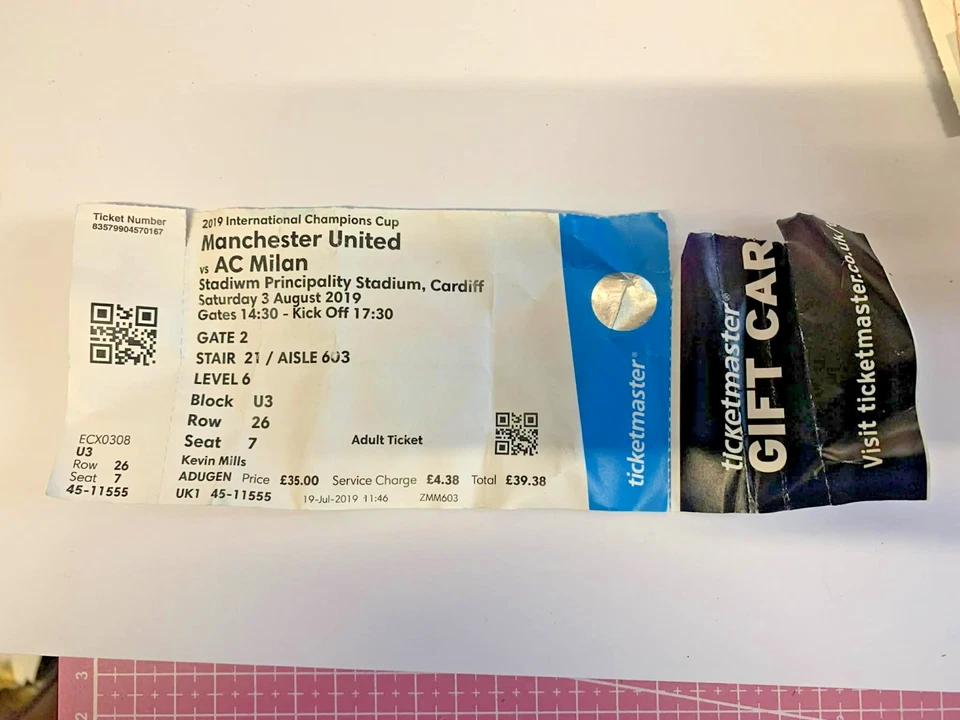 Ticket Number
83579904570167
ECX0308
U3
Row 26
Seat 7
45-11555
2019 International Champions Cup
Manchester United
vs AC Milan
Stadiwm Principality Stadium, Cardiff
Saturday 3 August 2019
Gates 14:30 - Kick Off 17:30
GATE 2
STAIR 21 / AISLE 603
LEVEL 6
Block U3
Row 26
Seat 7
Adult Ticket
Kevin Mills
ADUGEN Price £35.00 Service Charge £4.38 Total £39.38
UK1 45-11555 19-Jul-2019 11:46 ZMM603
ticketmaster®
ticketmaster®
GIFT CAR
Visit ticketmaster.co.uk/
3
2